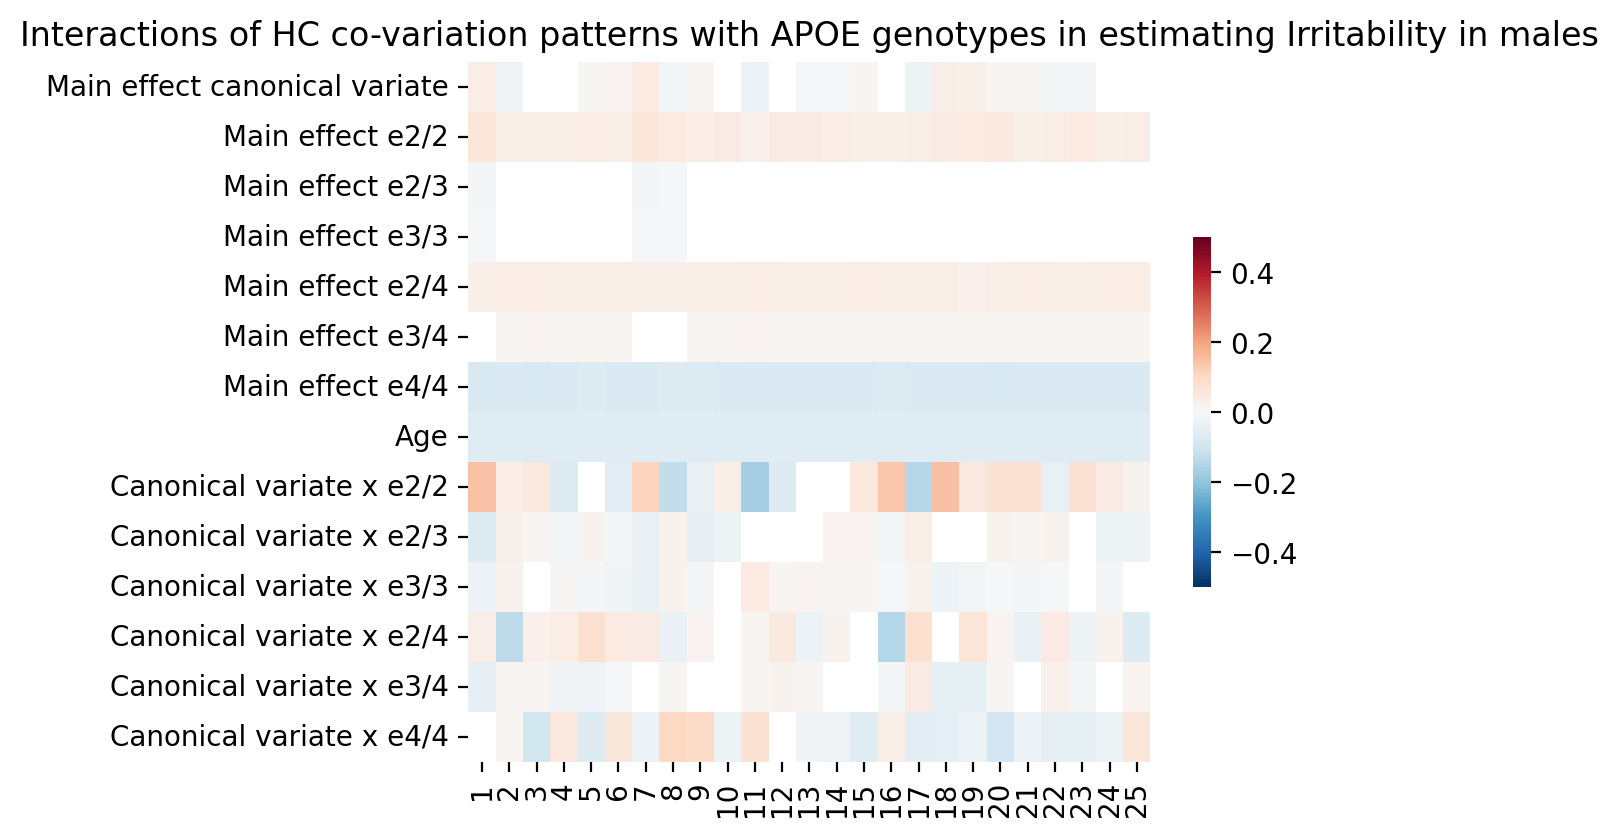 Interactions of HC co-variation patterns with APOE genotypes in estimating Irritability in males
Main effect canonical variate
Main effect e2/2
Main effect e2/3
Main effect e3/3
Main effect e2/4
Main effect e3/4
Main effect e4/4
Age
Canonical variate x e2/2
Canonical variate x e2/3
Canonical variate x e3/3
Canonical variate x e2/4
Canonical variate x e3/4
Canonical variate x e4/4
1 2 3 4 5 6 7 8 9 10 11 12 13 14 15 16 17 18 19 20 21 22 23 24 25
0.4
0.2
0.0
−0.2
−0.4